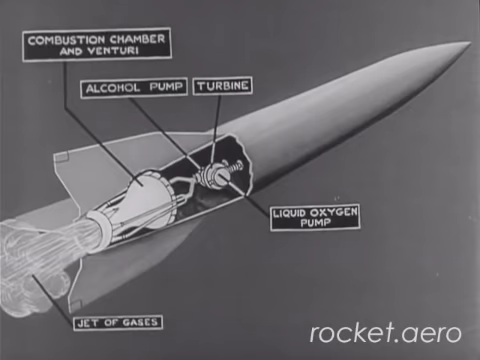 COMBUSTION CHAMBER
AND VENTURI
ALCOHOL PUMP
TURBINE
LIQUID OXYGEN
PUMP
JET OF GASES
rocket.aero